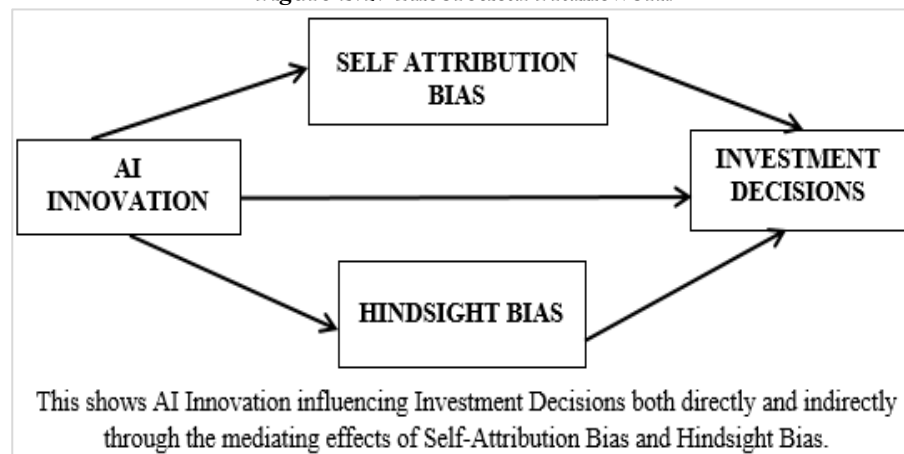 SELF ATTRIBUTION
BIAS
AI
INNOVATION
INVESTMENT
DECISIONS
HINDSIGHT BIAS
This shows AI Innovation influencing Investment Decisions both directly and indirectly
through the mediating effects of Self-Attribution Bias and Hindsight Bias.